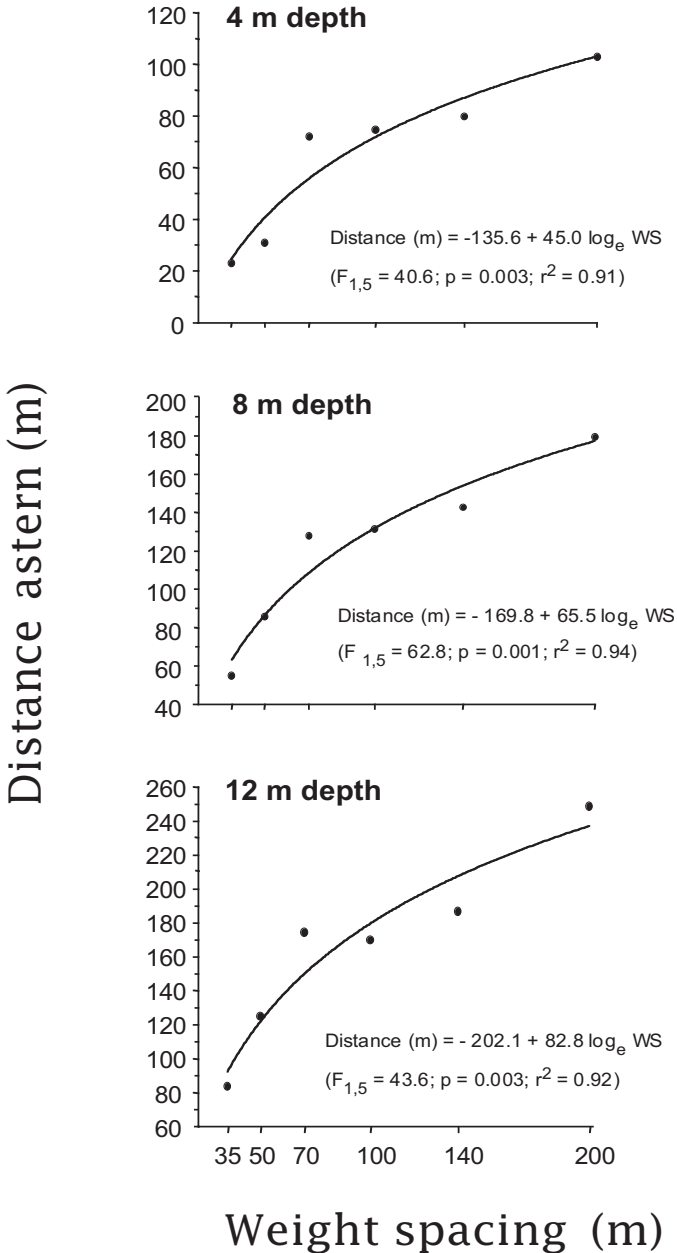 4 m depth
120
100
80
60
40
20
0
Distance (m) = -135.6 + 45.0 logₑ WS
(F₁,₅ = 40.6; p = 0.003; r² = 0.91)
Distance astern (m)
8 m depth
200
180
160
140
120
100
80
60
40
Distance (m) = - 169.8 + 65.5 logₑ WS
(F ₁,₅ = 62.8; p = 0.001; r² = 0.94)
12 m depth
260
240
220
200
180
160
140
120
100
80
60
Distance (m) = - 202.1 + 82.8 logₑ WS
(F₁,₅ = 43.6; p = 0.003; r² = 0.92)
35 50 70 100 140 200
Weight spacing (m)